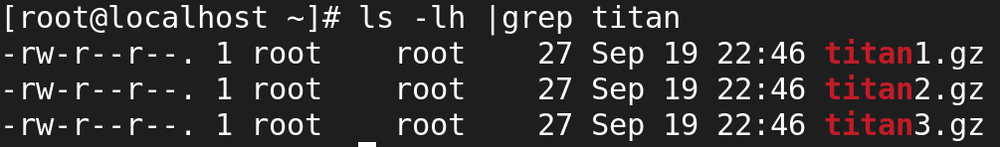 [root@localhost ~]# ls -lh |grep titan
-rw-r--r--. 1 root    root    27 Sep 19 22:46 titan1.gz
-rw-r--r--. 1 root    root    27 Sep 19 22:46 titan2.gz
-rw-r--r--. 1 root    root    27 Sep 19 22:46 titan3.gz